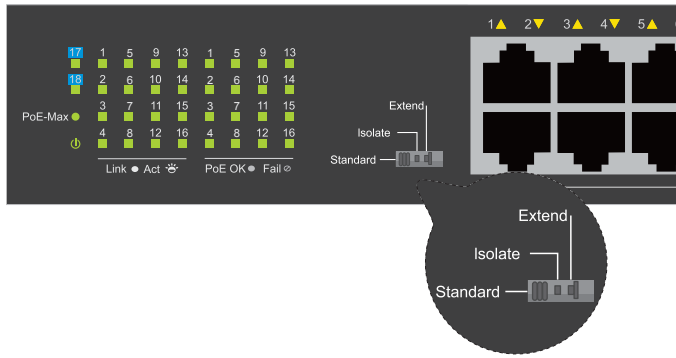 1▲ 2▼ 3▲ 4▼ 5▲
17 1 5 9 13 1 5 9 13
18 2 6 10 14 2 6 10 14
PoE-Max 3 7 11 15 3 7 11 15
4 8 12 16 4 8 12 16
Link Act PoE OK Fail
Extend
Isolate
Standard
Extend
Isolate
Standard